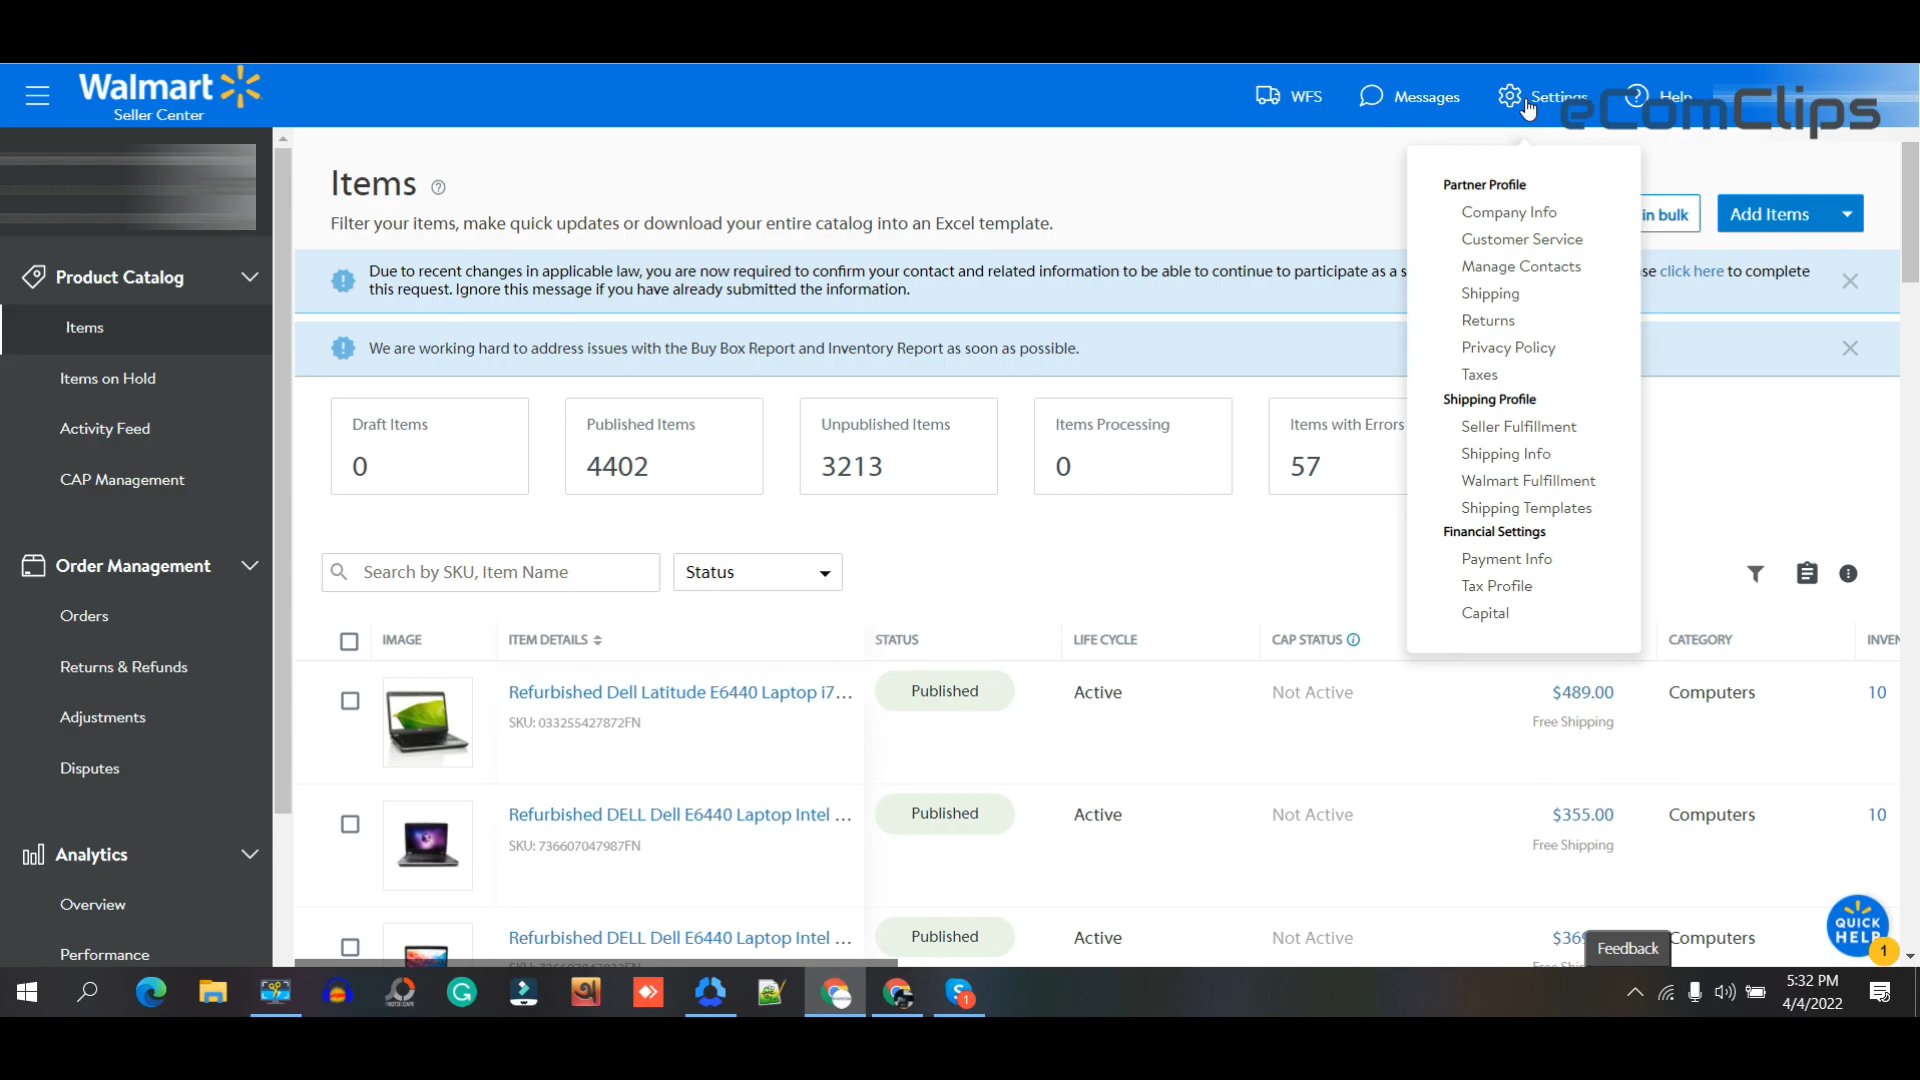 Walmart
Seller Center
WFS
Messages
Settings
Help
eComClips
Product Catalog
Items
Items on Hold
Activity Feed
CAP Management
Order Management
Orders
Returns & Refunds
Adjustments
Disputes
Analytics
Overview
Performance
Items
Filter your items, make quick updates or download your entire catalog into an Excel template.
in bulk
Add Items
Due to recent changes in applicable law, you are now required to confirm your contact and related information to be able to continue to participate as a s
click here to complete
this request. Ignore this message if you have already submitted the information.
We are working hard to address issues with the Buy Box Report and Inventory Report as soon as possible.
Partner Profile
Company Info
Customer Service
Manage Contacts
Shipping
Returns
Privacy Policy
Taxes
Shipping Profile
Seller Fulfillment
Shipping Info
Walmart Fulfillment
Shipping Templates
Financial Settings
Payment Info
Tax Profile
Capital
Draft Items
0
Published Items
4402
Unpublished Items
3213
Items Processing
0
Items with Errors
57
Search by SKU, Item Name
Status
IMAGE
ITEM DETAILS
STATUS
LIFE CYCLE
CAP STATUS
CATEGORY
Refurbished Dell Latitude E6440 Laptop i7...
SKU: 033255427872FN
Published
Active
Not Active
$489.00
Free Shipping
Computers
10
Refurbished DELL Dell E6440 Laptop Intel ...
SKU: 736607047987FN
Published
Active
Not Active
$355.00
Free Shipping
Computers
10
Refurbished DELL Dell E6440 Laptop Intel ...
Published
Active
Not Active
Computers
Feedback
QUICK
HELP
1
5:32 PM
4/4/2022